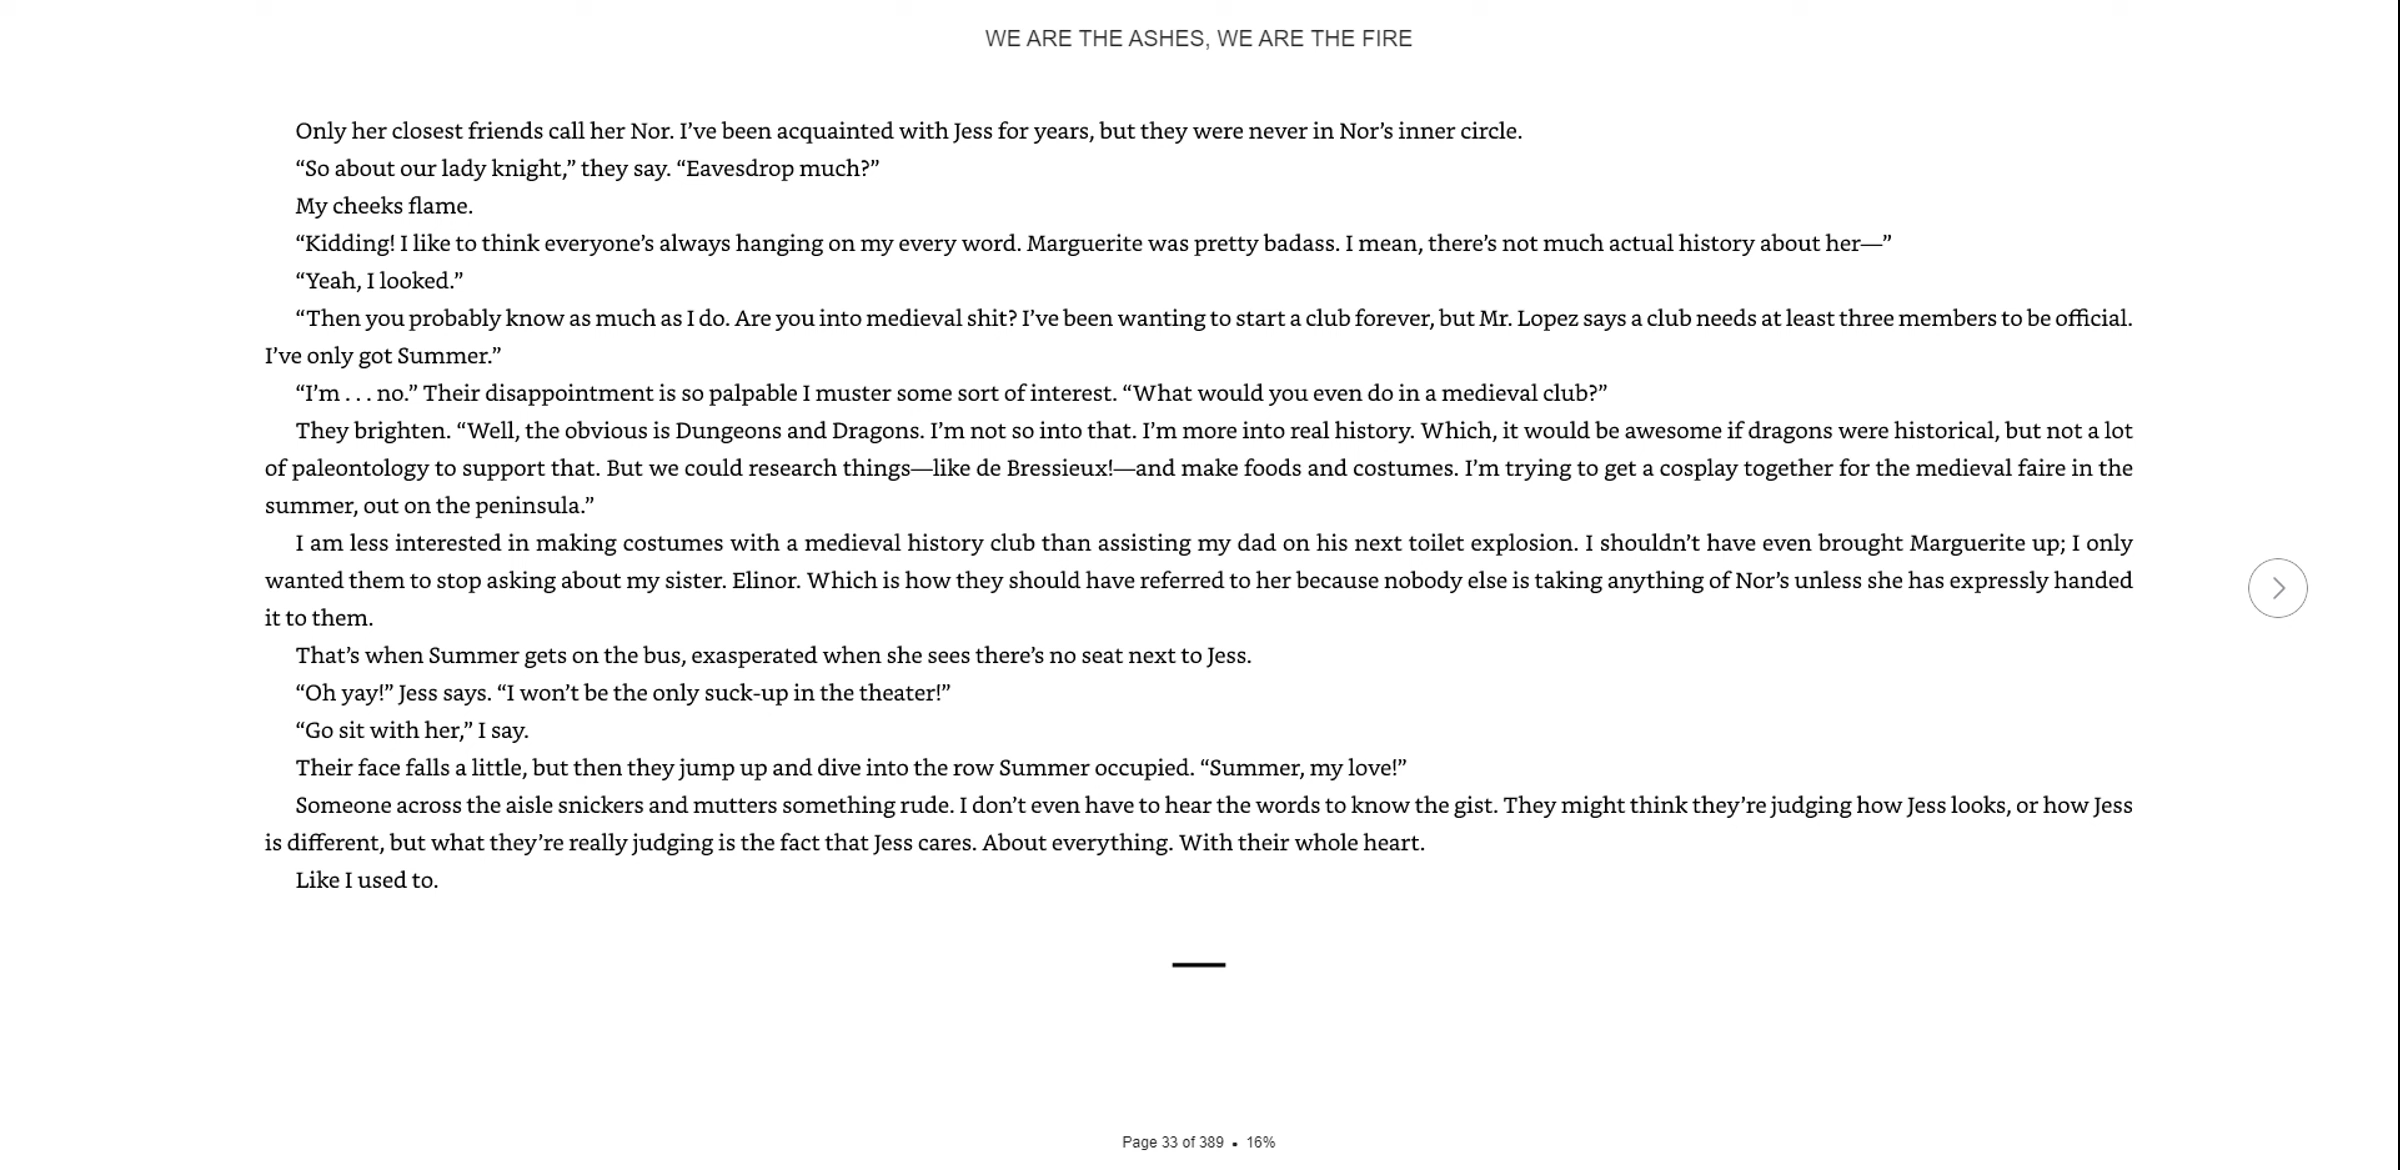 WE ARE THE ASHES, WE ARE THE FIRE
Only her closest friends call her Nor. I’ve been acquainted with Jess for years, but they were never in Nor’s inner circle.
“So about our lady knight,” they say. “Eavesdrop much?”
My cheeks flame.
“Kidding! I like to think everyone’s always hanging on my every word. Marguerite was pretty badass. I mean, there’s not much actual history about her—”
“Yeah, I looked.”
“Then you probably know as much as I do. Are you into medieval shit? I’ve been wanting to start a club forever, but Mr. Lopez says a club needs at least three members to be official.
I’ve only got Summer.”
“I’m . . . no.” Their disappointment is so palpable I muster some sort of interest. “What would you even do in a medieval club?”
They brighten. “Well, the obvious is Dungeons and Dragons. I’m not so into that. I’m more into real history. Which, it would be awesome if dragons were historical, but not a lot
of paleontology to support that. But we could research things—like de Bressieux!—and make foods and costumes. I’m trying to get a cosplay together for the medieval faire in the
summer, out on the peninsula.”
I am less interested in making costumes with a medieval history club than assisting my dad on his next toilet explosion. I shouldn’t have even brought Marguerite up; I only
wanted them to stop asking about my sister. Elinor. Which is how they should have referred to her because nobody else is taking anything of Nor’s unless she has expressly handed
it to them.
That’s when Summer gets on the bus, exasperated when she sees there’s no seat next to Jess.
“Oh yay!” Jess says. “I won’t be the only suck-up in the theater!”
“Go sit with her,” I say.
Their face falls a little, but then they jump up and dive into the row Summer occupied. “Summer, my love!”
Someone across the aisle snickers and mutters something rude. I don’t even have to hear the words to know the gist. They might think they’re judging how Jess looks, or how Jess
is different, but what they’re really judging is the fact that Jess cares. About everything. With their whole heart.
Like I used to.
Page 33 of 389 • 16%